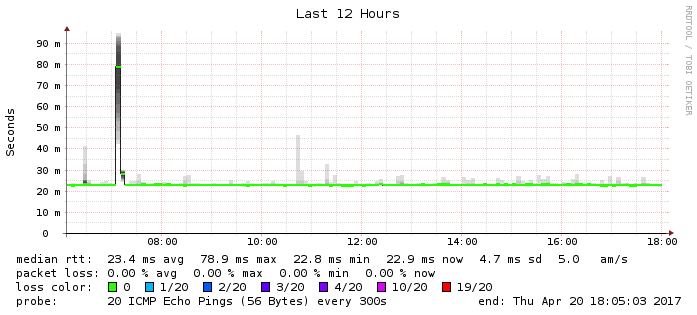 Last 12 Hours
RRDTOOL / TOBI OETIKER
Seconds
90 m
80 m
70 m
60 m
50 m
40 m
30 m
20 m
10 m
0
08:00 10:00 12:00 14:00 16:00 18:00
median rtt: 23.4 ms avg 78.9 ms max 22.8 ms min 22.9 ms now 4.7 ms sd 5.0 am/s
packet loss: 0.00 % avg 0.00 % max 0.00 % min 0.00 % now
loss color: 0 1/20 2/20 3/20 4/20 10/20 19/20
probe: 20 ICMP Echo Pings (56 Bytes) every 300s end: Thu Apr 20 18:05:03 2017